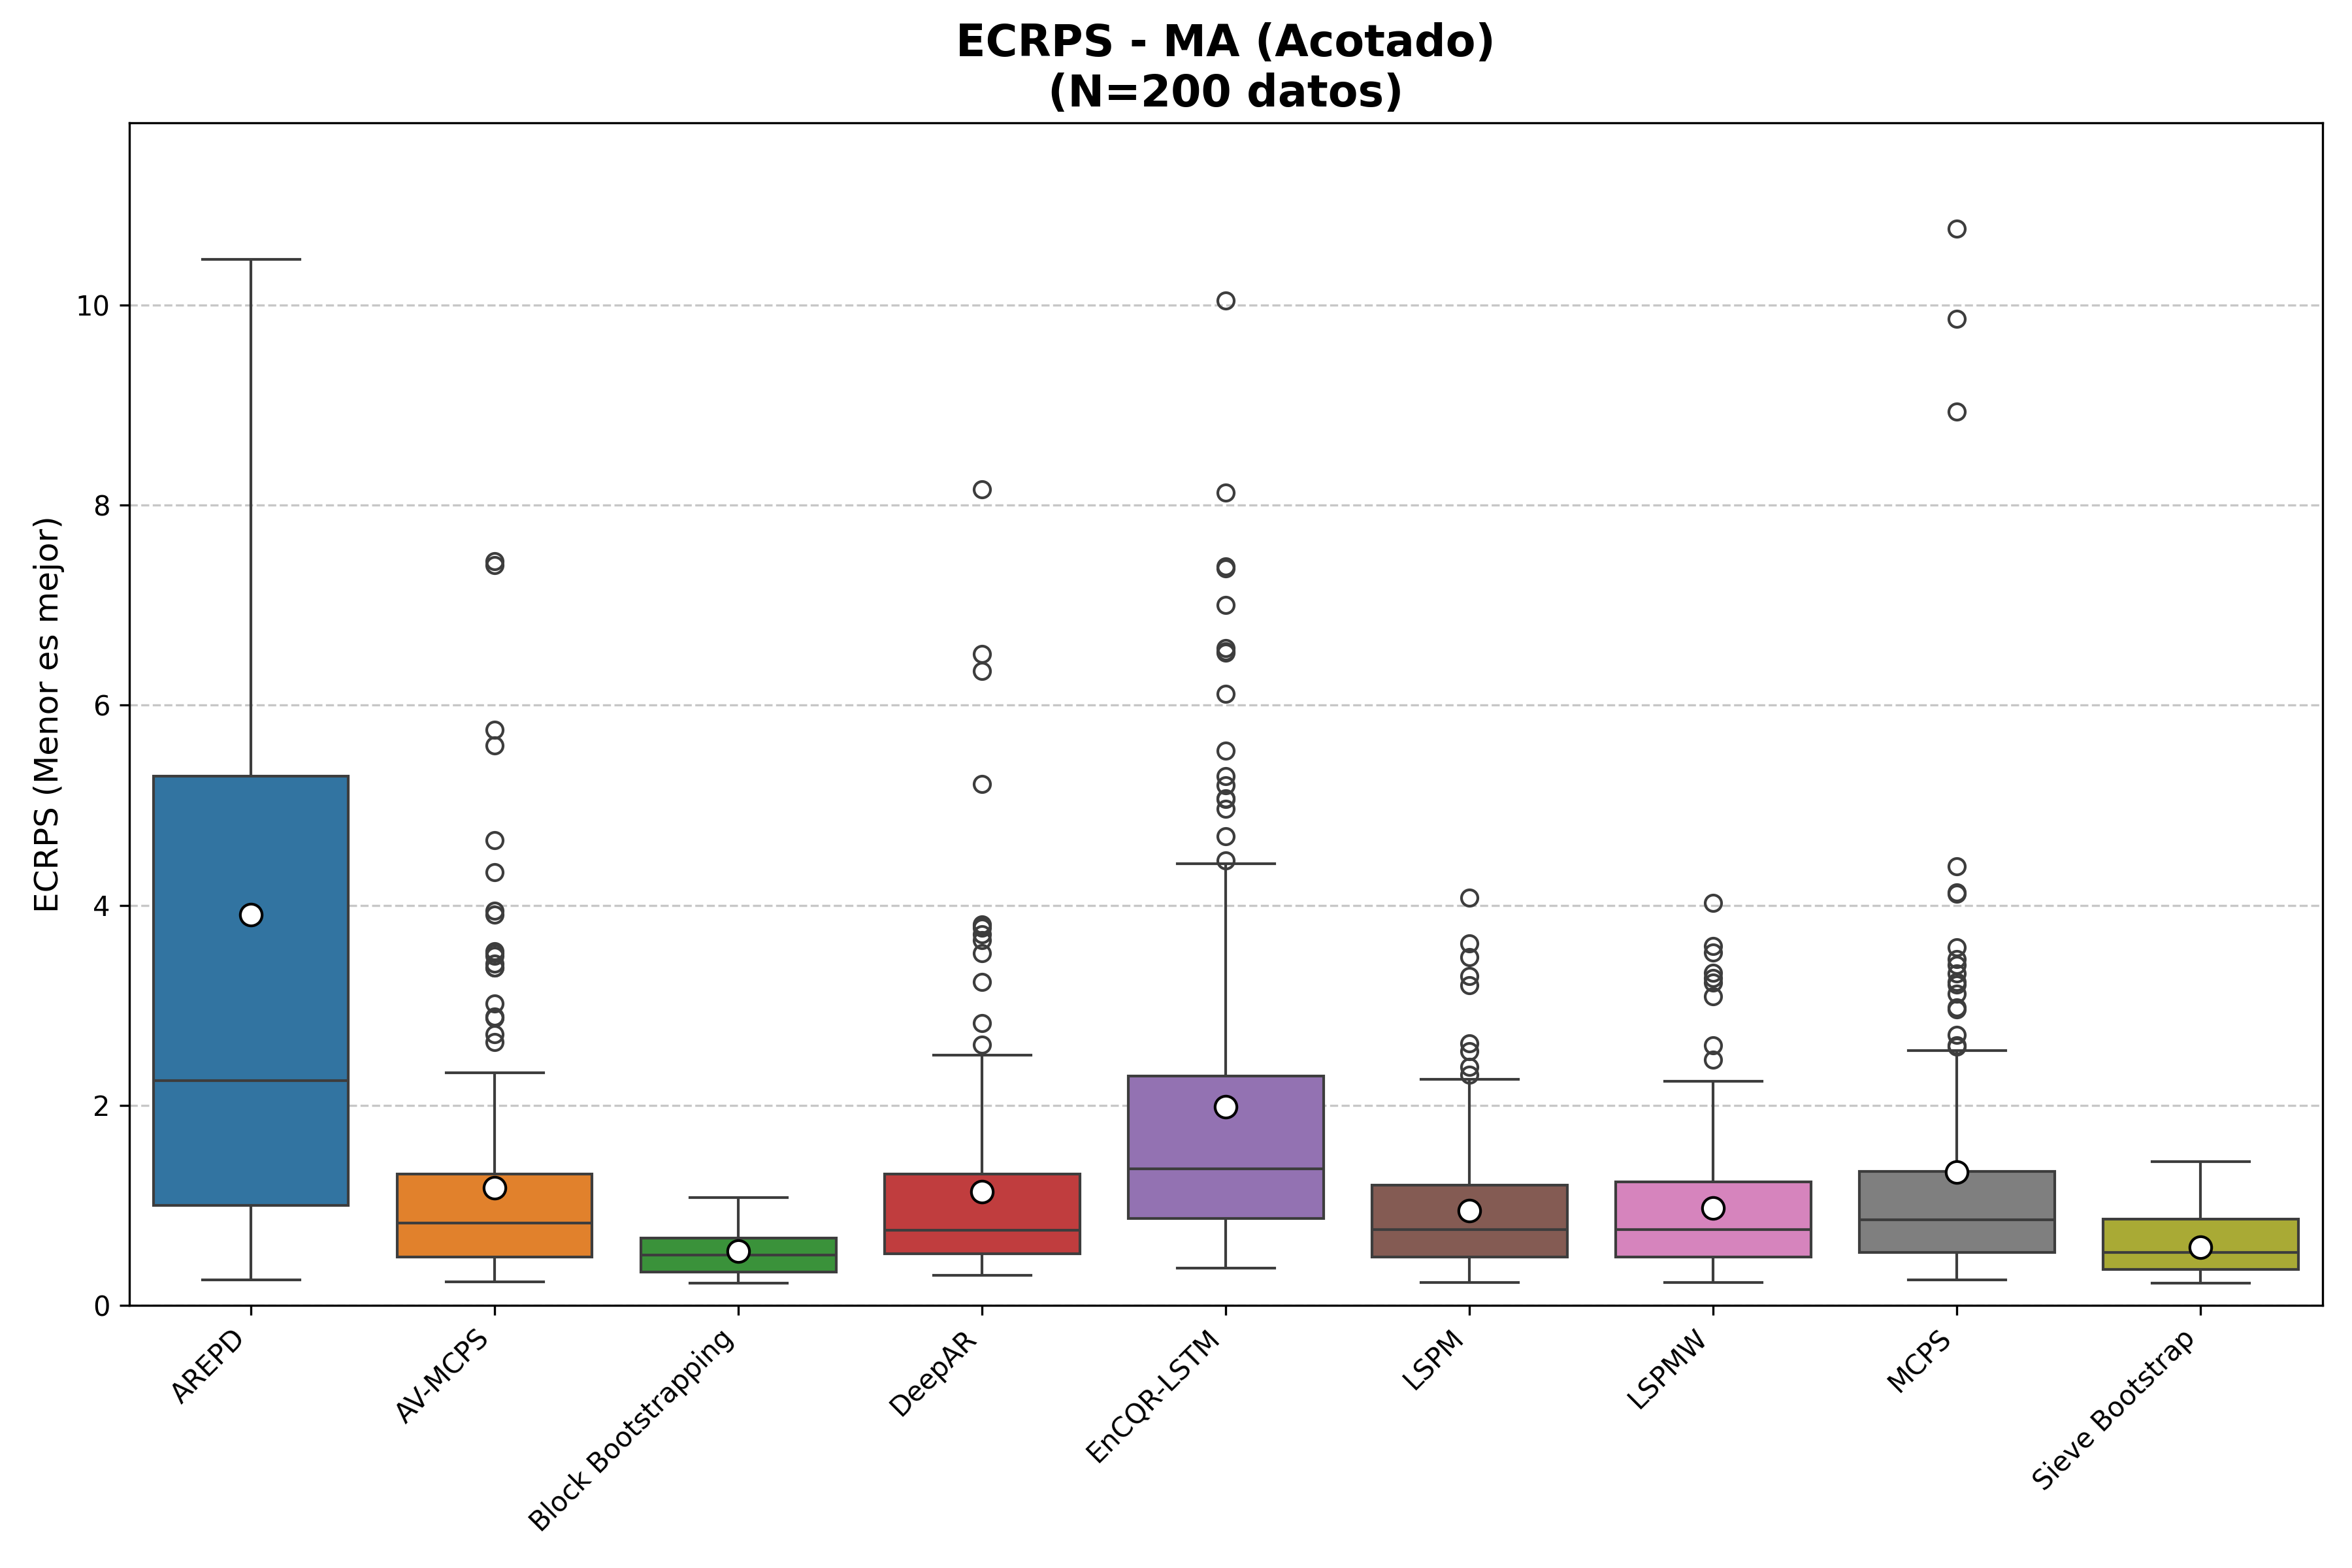 ECRPS - MA (Acotado)
(N=200 datos)
ECRPS (Menor es mejor)
10
8
6
4
2
0
AREPD
AV-MCPS
Block Bootstrapping
DeepAR
EnCQR-LSTM
LSPM
LSPMW
MCPS
Sieve Bootstrap